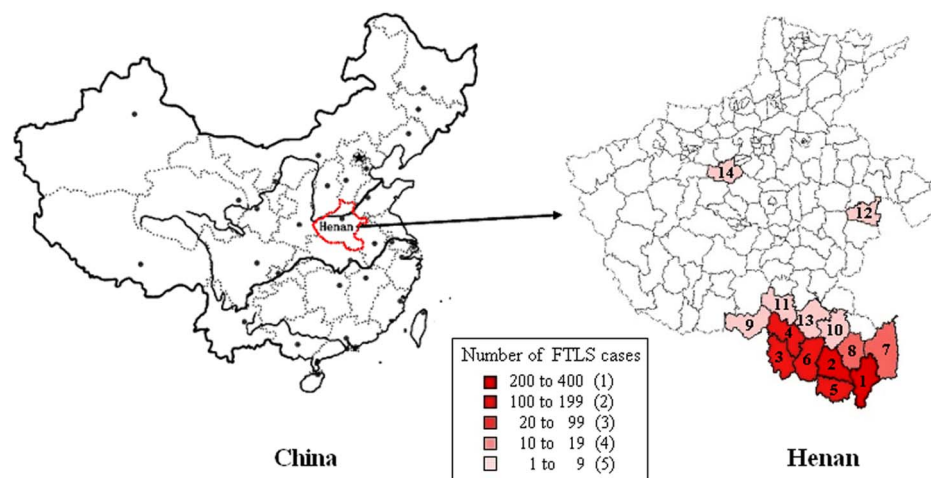 Henan
14
12
11
9
13
10
4
8
7
3
6
2
1
5
Number of FTLS cases
200 to 400 (1)
100 to 199 (2)
20 to 99 (3)
10 to 19 (4)
1 to 9 (5)
China
Henan